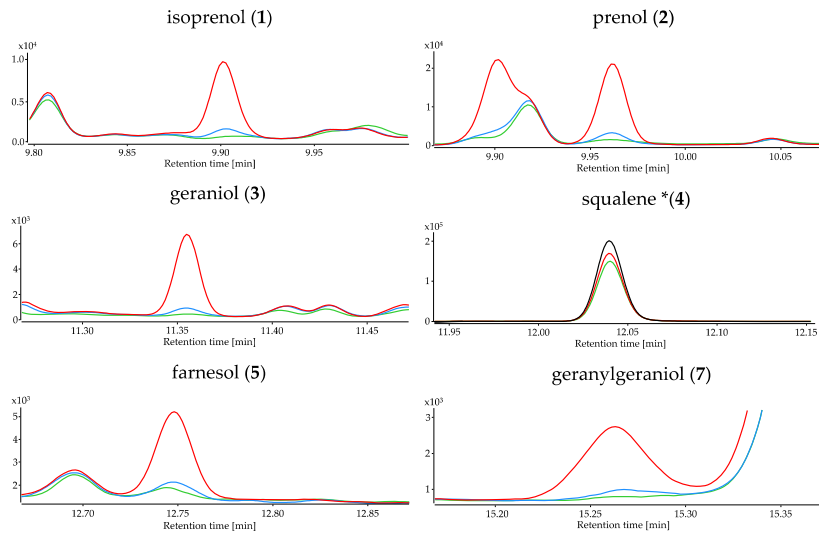 isoprenol (1)
x10⁴
1.0
0.5
0.0
9.80 9.85 9.90 9.95
Retention time [min]
prenol (2)
x10⁴
2
1
0
9.90 9.95 10.00 10.05
Retention time [min]
geraniol (3)
x10³
6
4
2
0
11.30 11.35 11.40 11.45
Retention time [min]
squalene *(4)
x10⁵
2
1
0
11.95 12.00 12.05 12.10 12.15
Retention time [min]
farnesol (5)
x10³
5
4
3
2
12.70 12.75 12.80 12.85
Retention time [min]
geranylgeraniol (7)
x10³
3
2
1
15.20 15.25 15.30 15.35
Retention time [min]